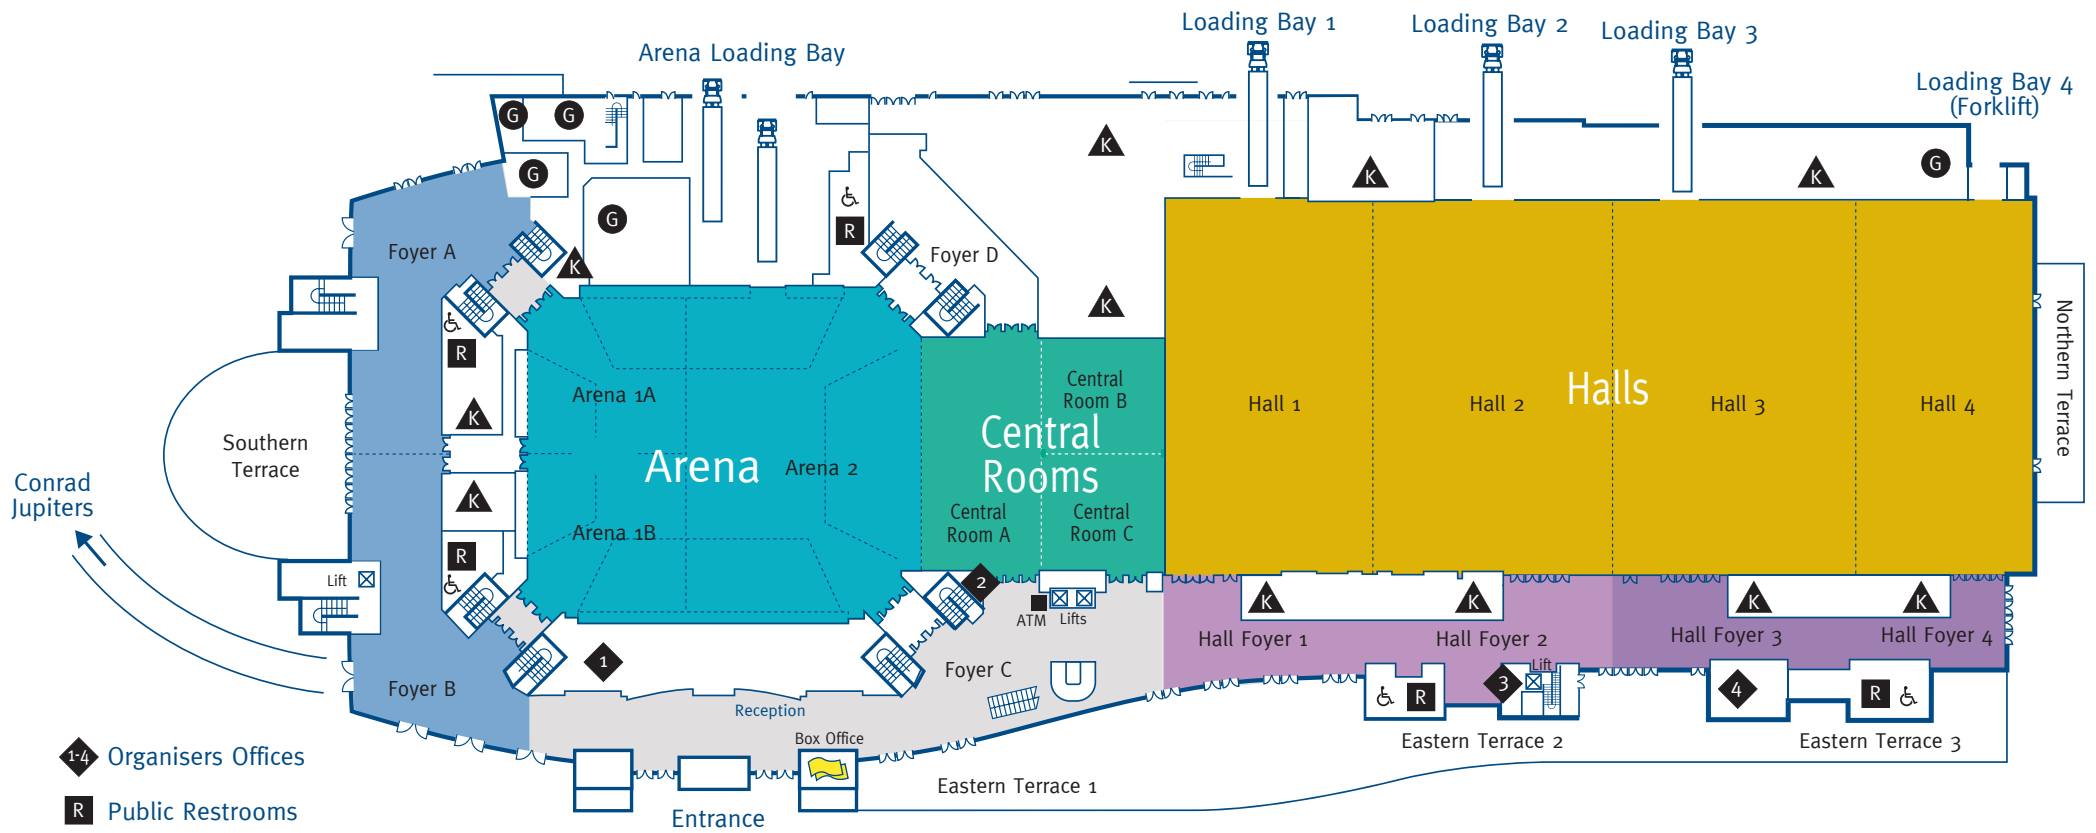 Loading Bay 1
Loading Bay 2
Loading Bay 3
Arena Loading Bay
Loading Bay 4
(Forklift)
G
G
K
K
G
K
G
G
R
Foyer A
Foyer D
K
K
Northern Terrace
R
Central
Room B
Arena 1A
Halls
Hall 1
Hall 2
Hall 3
Hall 4
K
Central
Rooms
Southern
Terrace
Arena
Arena 2
Conrad
Jupiters
K
Central
Room A
Central
Room C
Arena 1B
R
Lift
2
ATM
Lifts
K
K
K
K
Hall Foyer 1
Hall Foyer 2
Hall Foyer 3
Hall Foyer 4
1
Foyer C
Lift
Foyer B
3
4
R
R
Reception
Box Office
Eastern Terrace 2
Eastern Terrace 3
1-4
Organisers Offices
Eastern Terrace 1
R
Public Restrooms
Entrance